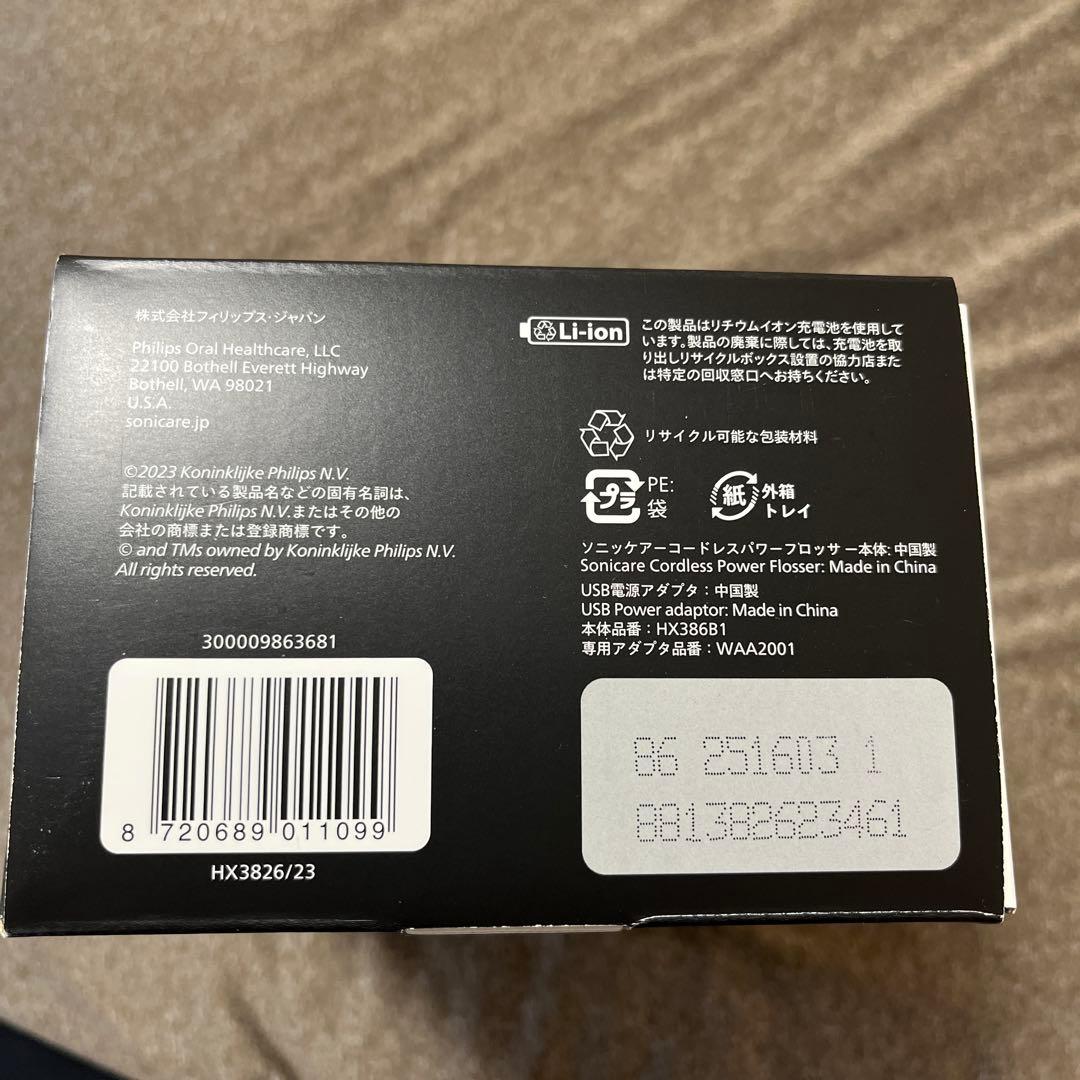 株式会社フィリップス・ジャパン
Philips Oral Healthcare, LLC
22100 Bothell Everett Highway
Bothell, WA 98021
U.S.A.
sonicare.jp
©2023 Koninklijke Philips N.V.
記載されている製品名などの固有名詞は、
Koninklijke Philips N.V.またはその他の
会社の商標または登録商標です。
© and TMs owned by Koninklijke Philips N.V.
All rights reserved.
300009863681
8 720689 011099
HX3826/23
Li-ion
この製品はリチウムイオン充電池を使用して
います。製品の廃棄に際しては、充電池を取
り出しリサイクルボックス設置の協力店また
は特定の回収窓口へお持ちください。
リサイクル可能な包装材料
プラ
PE:
袋
紙
外箱
トレイ
ソニッケアーコードレスパワーフロッサー本体: 中国製
Sonicare Cordless Power Flosser: Made in China
USB電源アダプタ：中国製
USB Power adaptor: Made in China
本体品番：HX386B1
専用アダプタ品番：WAA2001
86 251603 1
881382623461